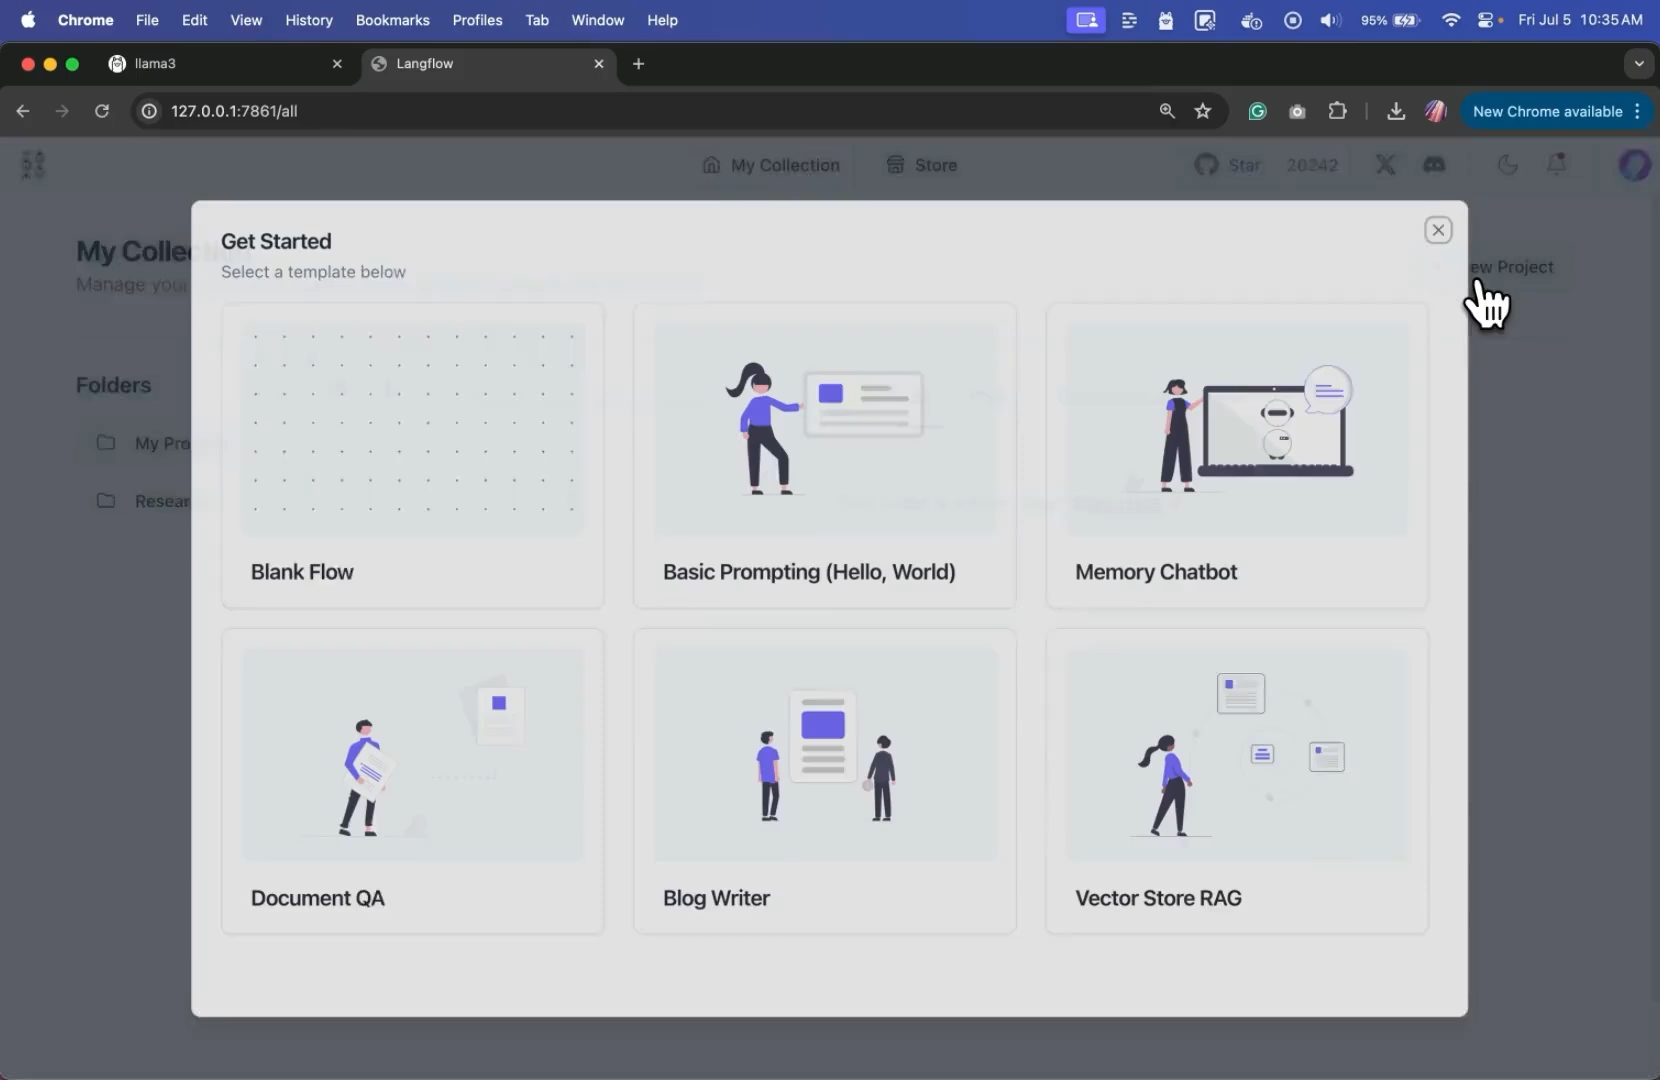 Chrome File Edit View History Bookmarks Profiles Tab Window Help 95% Fri Jul 5 10:35 AM
llama3 Langflow
127.0.0.1:7861/all New Chrome available
My Collection Store Star 20242
My Collec
Manage you
ew Project
Get Started
Select a template below
Folders
My Pro
Resear
Blank Flow Basic Prompting (Hello, World) Memory Chatbot
Document QA Blog Writer Vector Store RAG